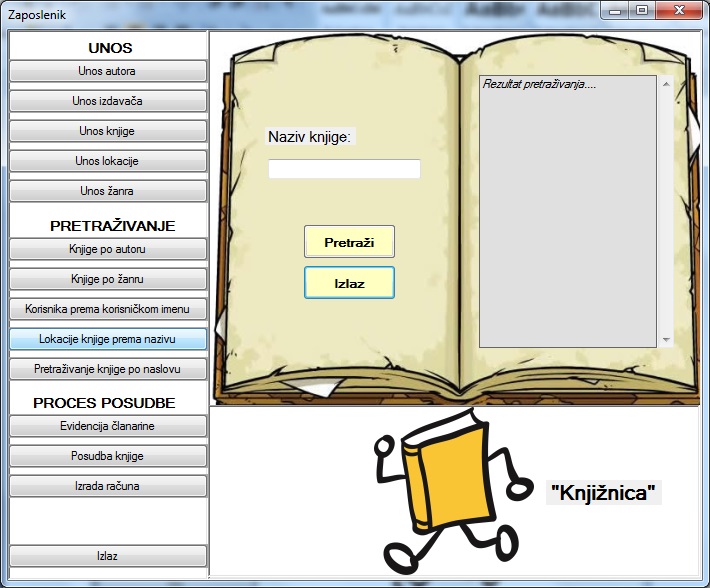 Zaposlenik
UNOS
Unos autora
Unos izdavača
Unos knjige
Unos lokacije
Unos žanra
PRETRAŽIVANJE
Knjige po autoru
Knjige po žanru
Korisnika prema korisničkom imenu
Lokacije knjige prema nazivu
Pretraživanje knjige po naslovu
PROCES POSUDBE
Evidencija članarine
Posudba knjige
Izrada računa
Izlaz
Naziv knjige:
Pretraži
Izlaz
Rezultat pretraživanja....
"Knjižnica"